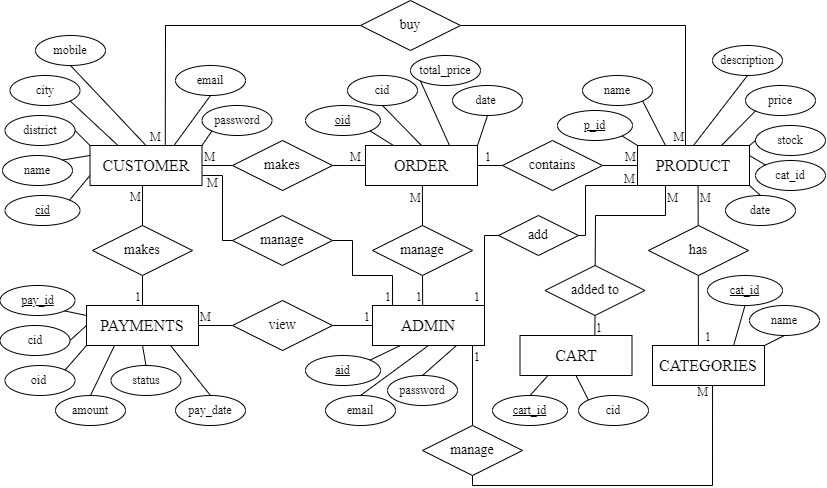 buy
mobile
description
email
total_price
city
cid
name
price
date
password
oid
p_id
district
stock
M
M
CUSTOMER
M
makes
M
ORDER
1
contains
M
PRODUCT
name
cat_id
M
M
cid
M
M
M
M
date
makes
manage
manage
add
has
added to
pay_id
1
1
1
1
cat_id
PAYMENTS
M
view
1
ADMIN
1
1
name
cid
CART
CATEGORIES
1
oid
status
aid
password
M
amount
pay_date
email
cart_id
cid
manage